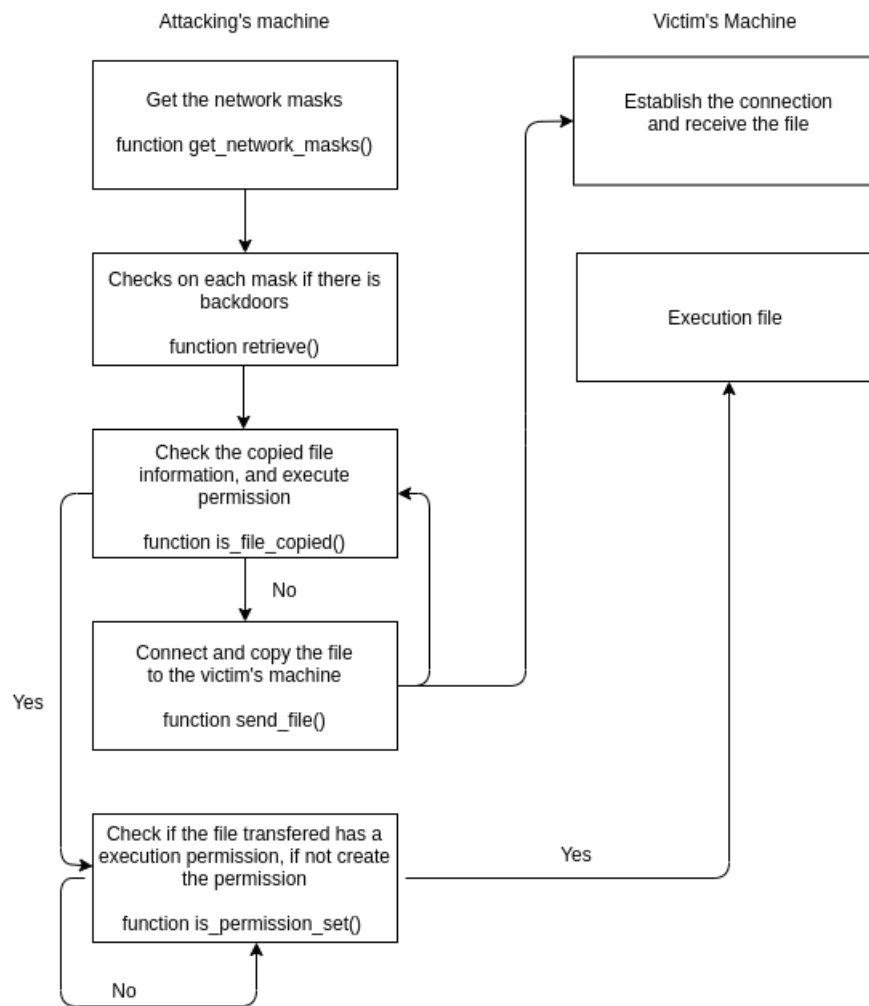 Attacking's machine
Victim's Machine
Get the network masks
function get_network_masks()
Establish the connection
and receive the file
Checks on each mask if there is
backdoors
function retrieve()
Execution file
Check the copied file
information, and execute
permission
function is_file_copied()
No
Connect and copy the file
to the victim's machine
function send_file()
Yes
Check if the file transfered has a
execution permission, if not create
the permission
function is_permission_set()
Yes
No